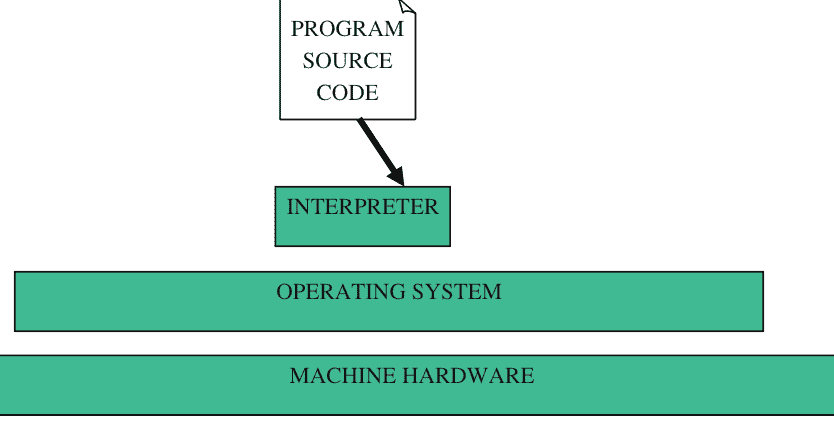 PROGRAM
SOURCE
CODE
INTERPRETER
OPERATING SYSTEM
MACHINE HARDWARE